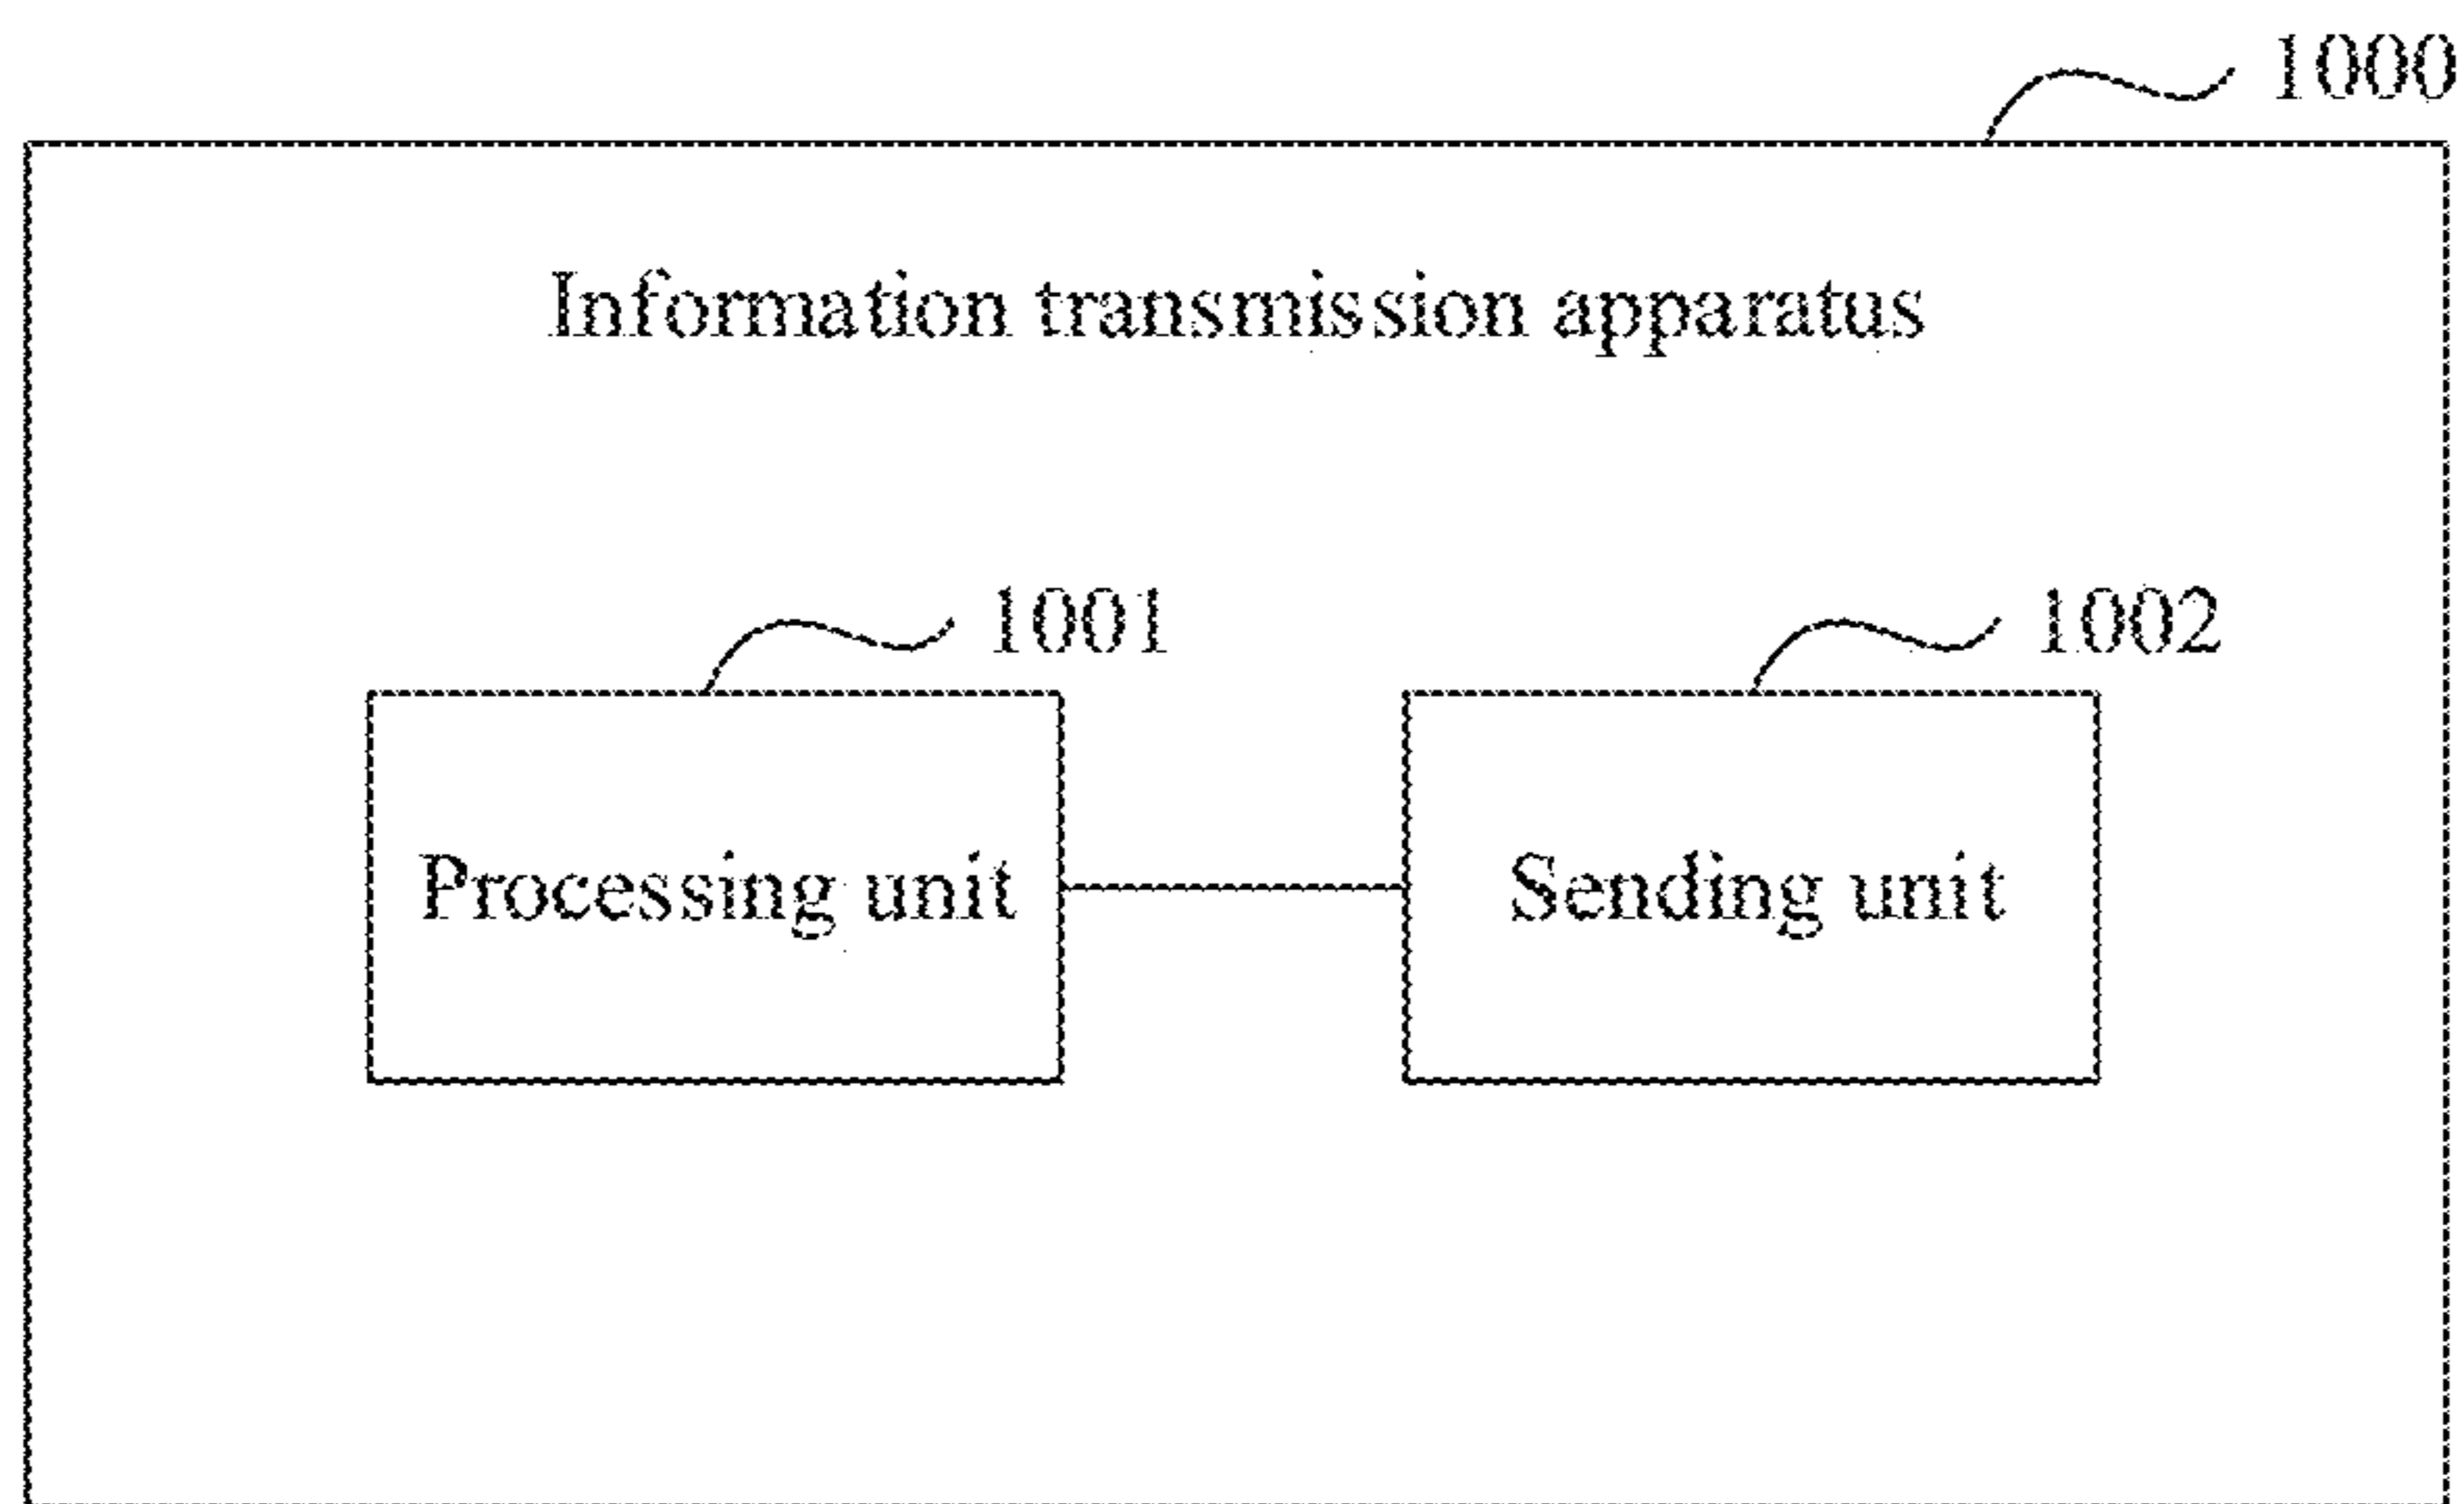 1000
Information transmission apparatus
1001
1002
Processing unit
Sending unit